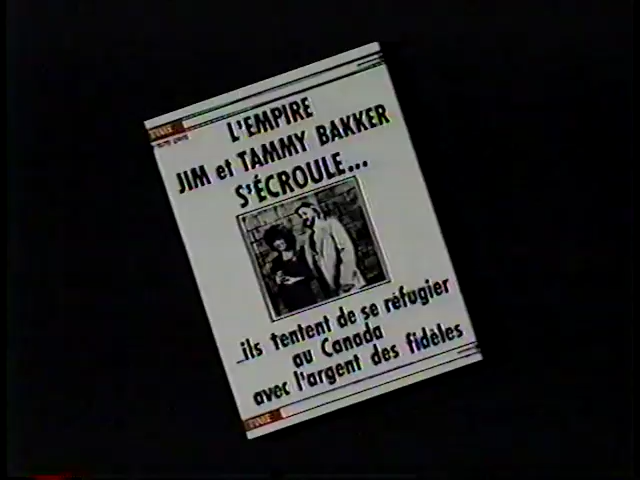 L'EMPIRE
JIM et TAMMY BAKKER
S'ÉCROULE...
...ils tentent de se réfugier
au Canada
avec l'argent des fidèles